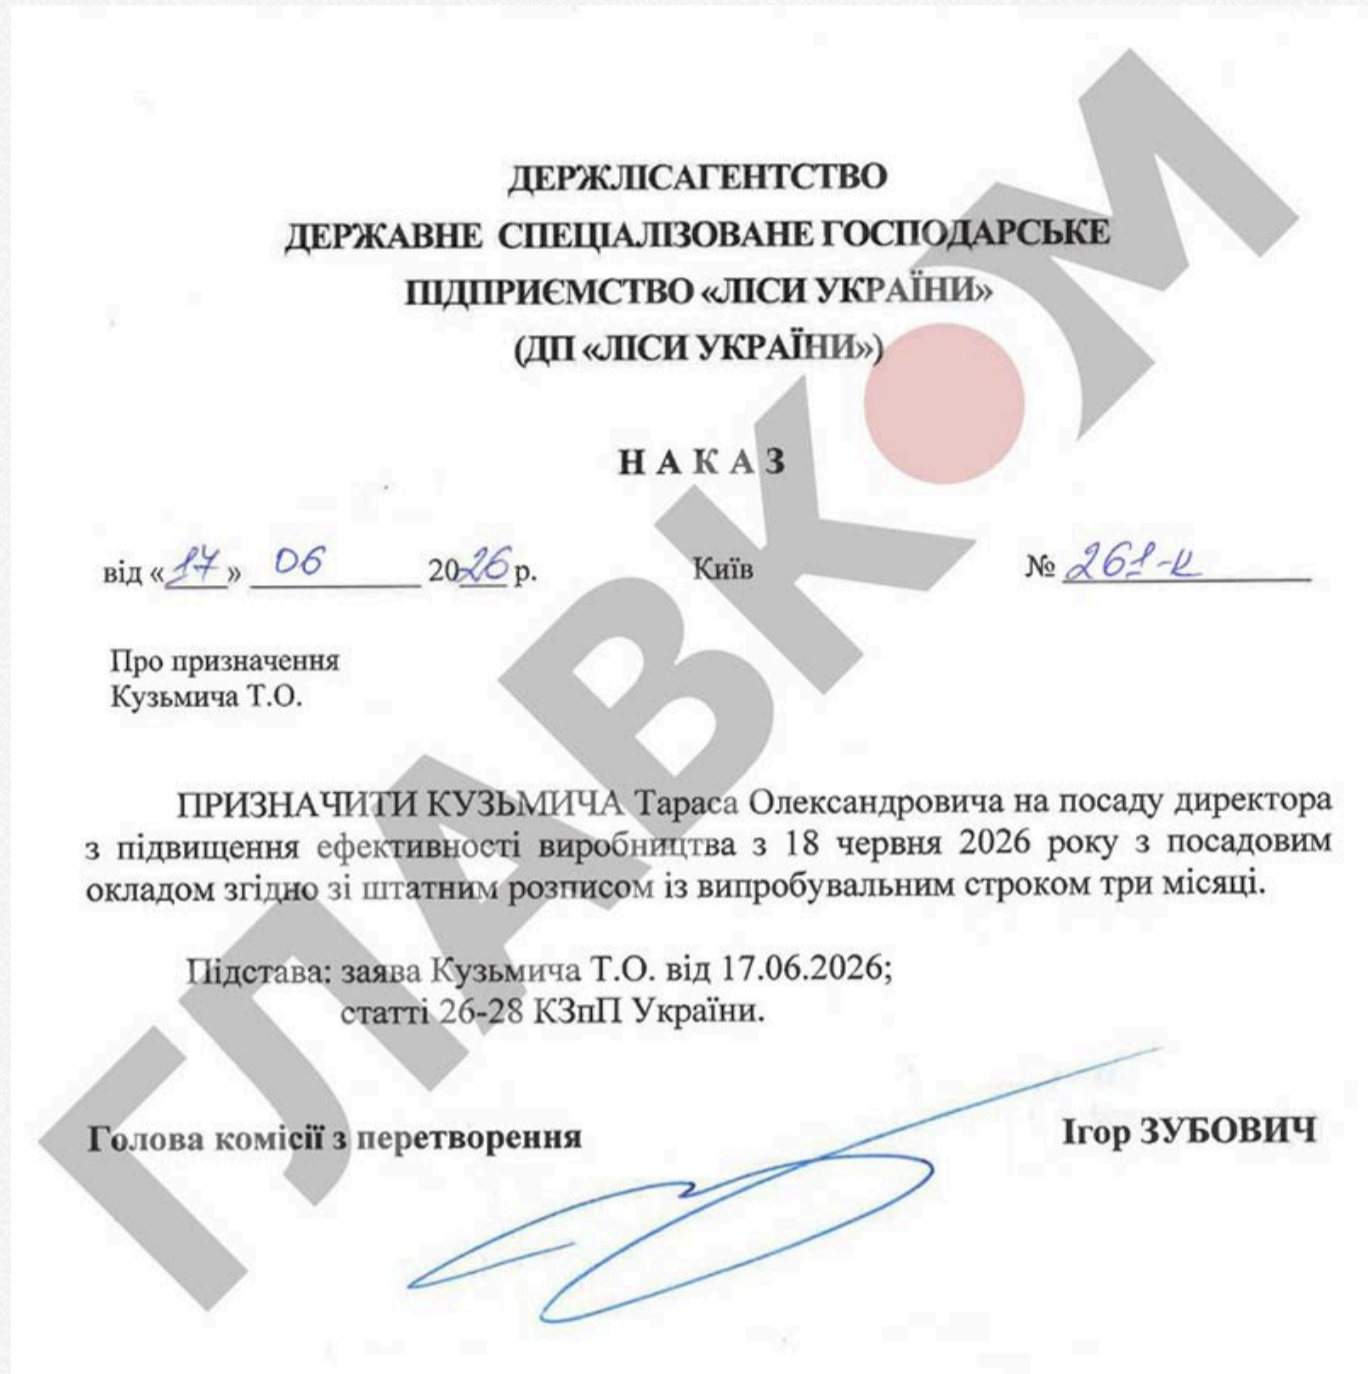 ДЕРЖЛІСАГЕНТСТВО
ДЕРЖАВНЕ СПЕЦІАЛІЗОВАНЕ ГОСПОДАРСЬКЕ
ПІДПРИЄМСТВО «ЛІСИ УКРАЇНИ»
(ДП «ЛІСИ УКРАЇНИ»)
НАКАЗ
від «17» 06 2026 р. Київ № 261-к
Про призначення
Кузьмича Т.О.
ПРИЗНАЧИТИ КУЗЬМИЧА Тараса Олександровича на посаду директора
з підвищення ефективності виробництва з 18 червня 2026 року з посадовим
окладом згідно зі штатним розписом із випробувальним строком три місяці.
Підстава: заява Кузьмича Т.О. від 17.06.2026;
статті 26-28 КЗпП України.
Голова комісії з перетворення Ігор ЗУБОВИЧ
ГЛАВКОМ